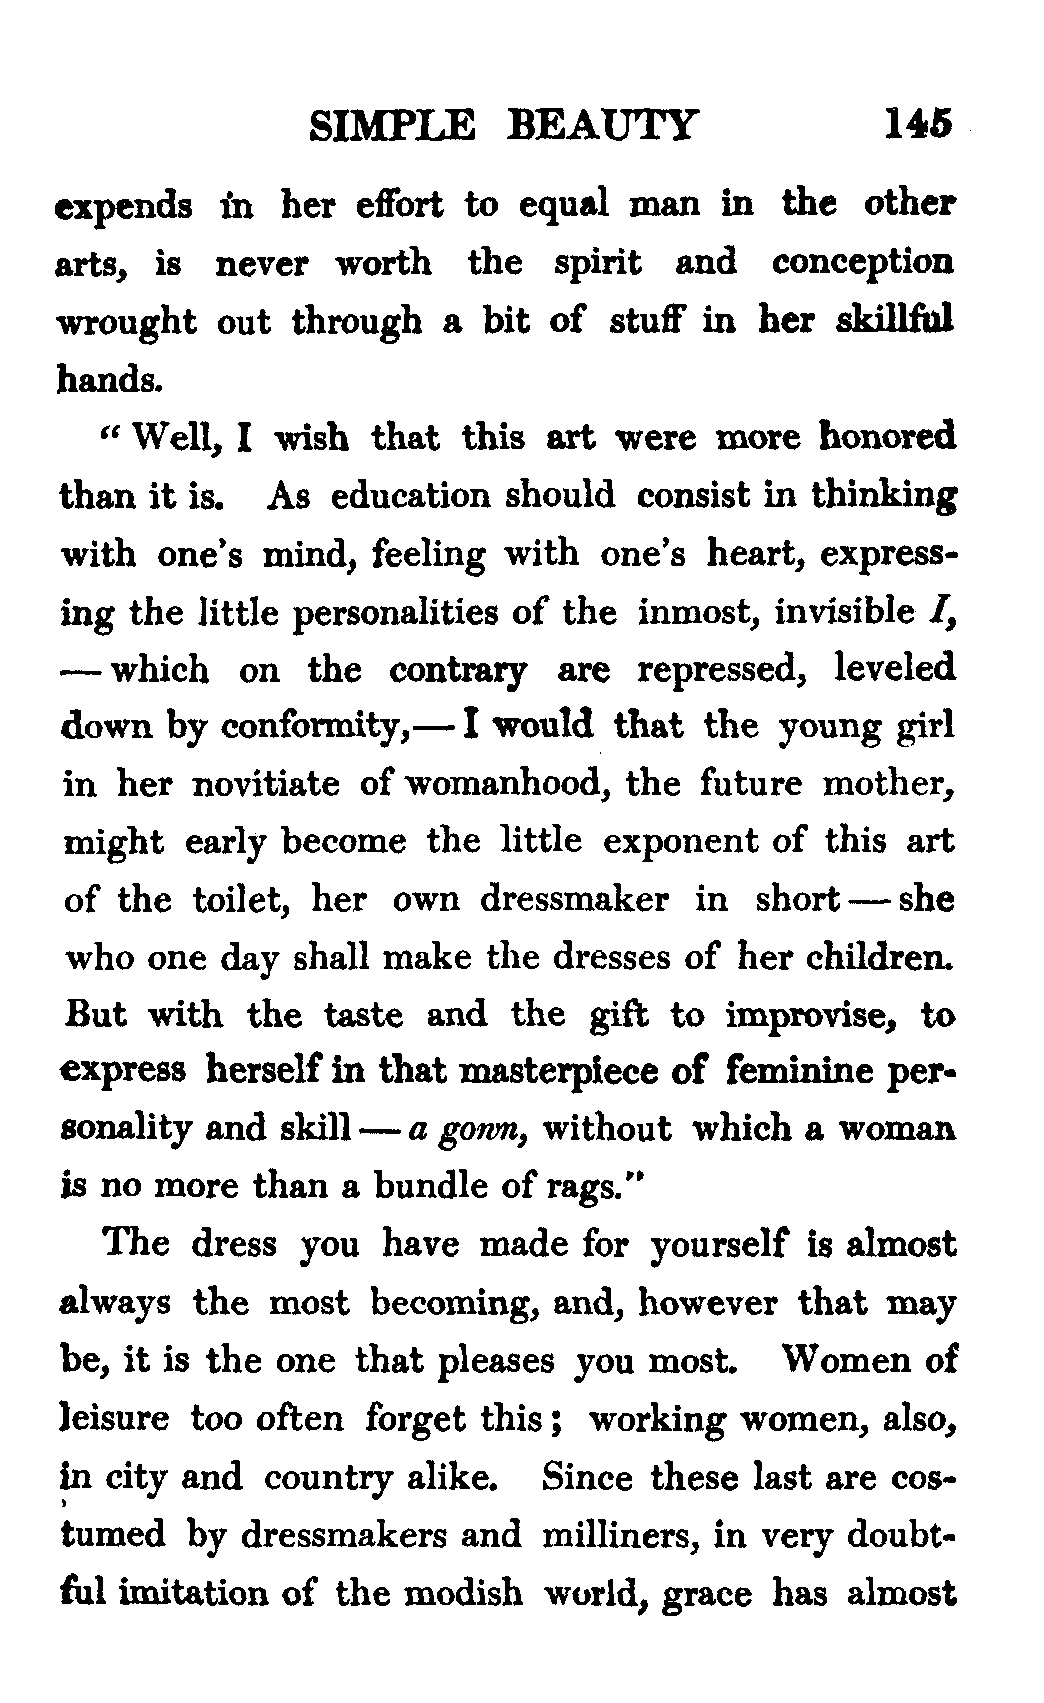 SIMPLE BEAUTY 145
expends in her effort to equal man in the other
arts, is never worth the spirit and conception
wrought out through a bit of stuff in her skillful
hands.
“ Well, I wish that this art were more honored
than it is. As education should consist in thinking
with one’s mind, feeling with one’s heart, express-
ing the little personalities of the inmost, invisible I,
— which on the contrary are repressed, leveled
down by conformity,— I would that the young girl
in her novitiate of womanhood, the future mother,
might early become the little exponent of this art
of the toilet, her own dressmaker in short — she
who one day shall make the dresses of her children.
But with the taste and the gift to improvise, to
express herself in that masterpiece of feminine per-
sonality and skill — a gown, without which a woman
is no more than a bundle of rags.”
The dress you have made for yourself is almost
always the most becoming, and, however that may
be, it is the one that pleases you most. Women of
leisure too often forget this ; working women, also,
in city and country alike. Since these last are cos-
tumed by dressmakers and milliners, in very doubt-
ful imitation of the modish world, grace has almost